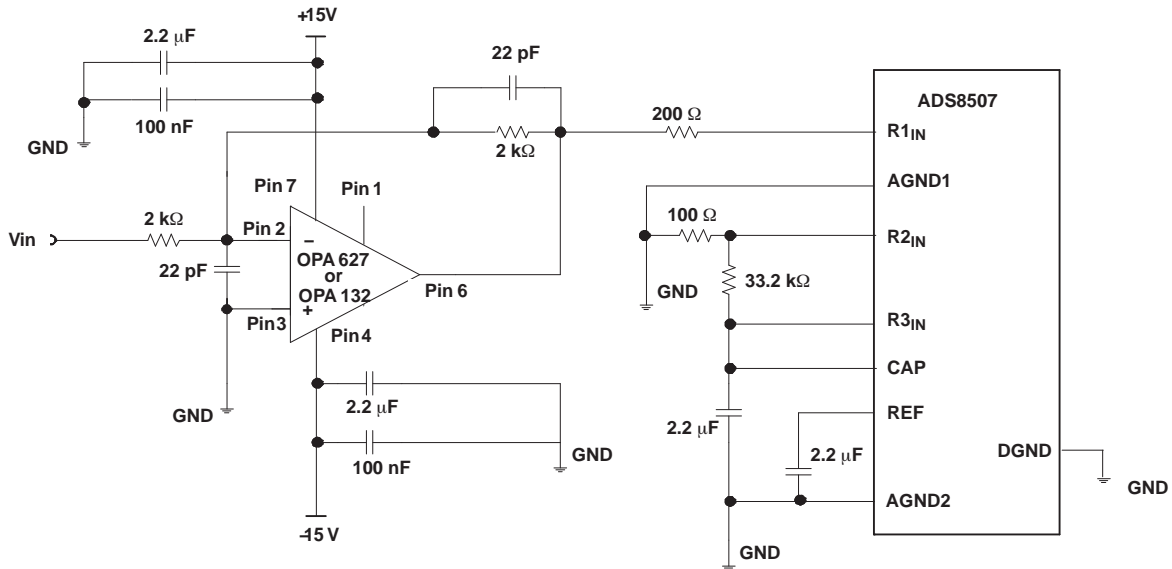 +15V
2.2 μF
22 pF
ADS8507
100 nF
GND
200 Ω
R1IN
2 kΩ
Pin 7
Pin 1
AGND1
2 kΩ
100 Ω
Vin
Pin 2
–
R2IN
OPA 627
or
OPA 132
22 pF
33.2 kΩ
Pin 6
GND
Pin3
+
R3IN
Pin 4
CAP
GND
2.2 μF
REF
2.2 μF
100 nF
GND
2.2 μF
DGND
GND
AGND2
–15 V
GND